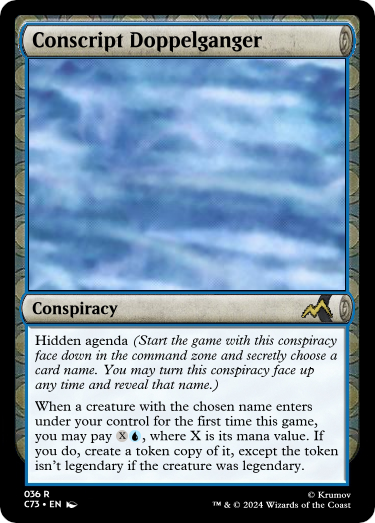 Conscript Doppelganger
Conspiracy
Hidden agenda (Start the game with this conspiracy
face down in the command zone and secretly choose a
card name. You may turn this conspiracy face up
any time and reveal that name.)
When a creature with the chosen name enters
under your control for the first time this game,
you may pay X , where X is its mana value. If
you do, create a token copy of it, except the token
isn't legendary if the creature was legendary.
036 R
© Krumov
C73 • EN
™ & © 2024 Wizards of the Coast